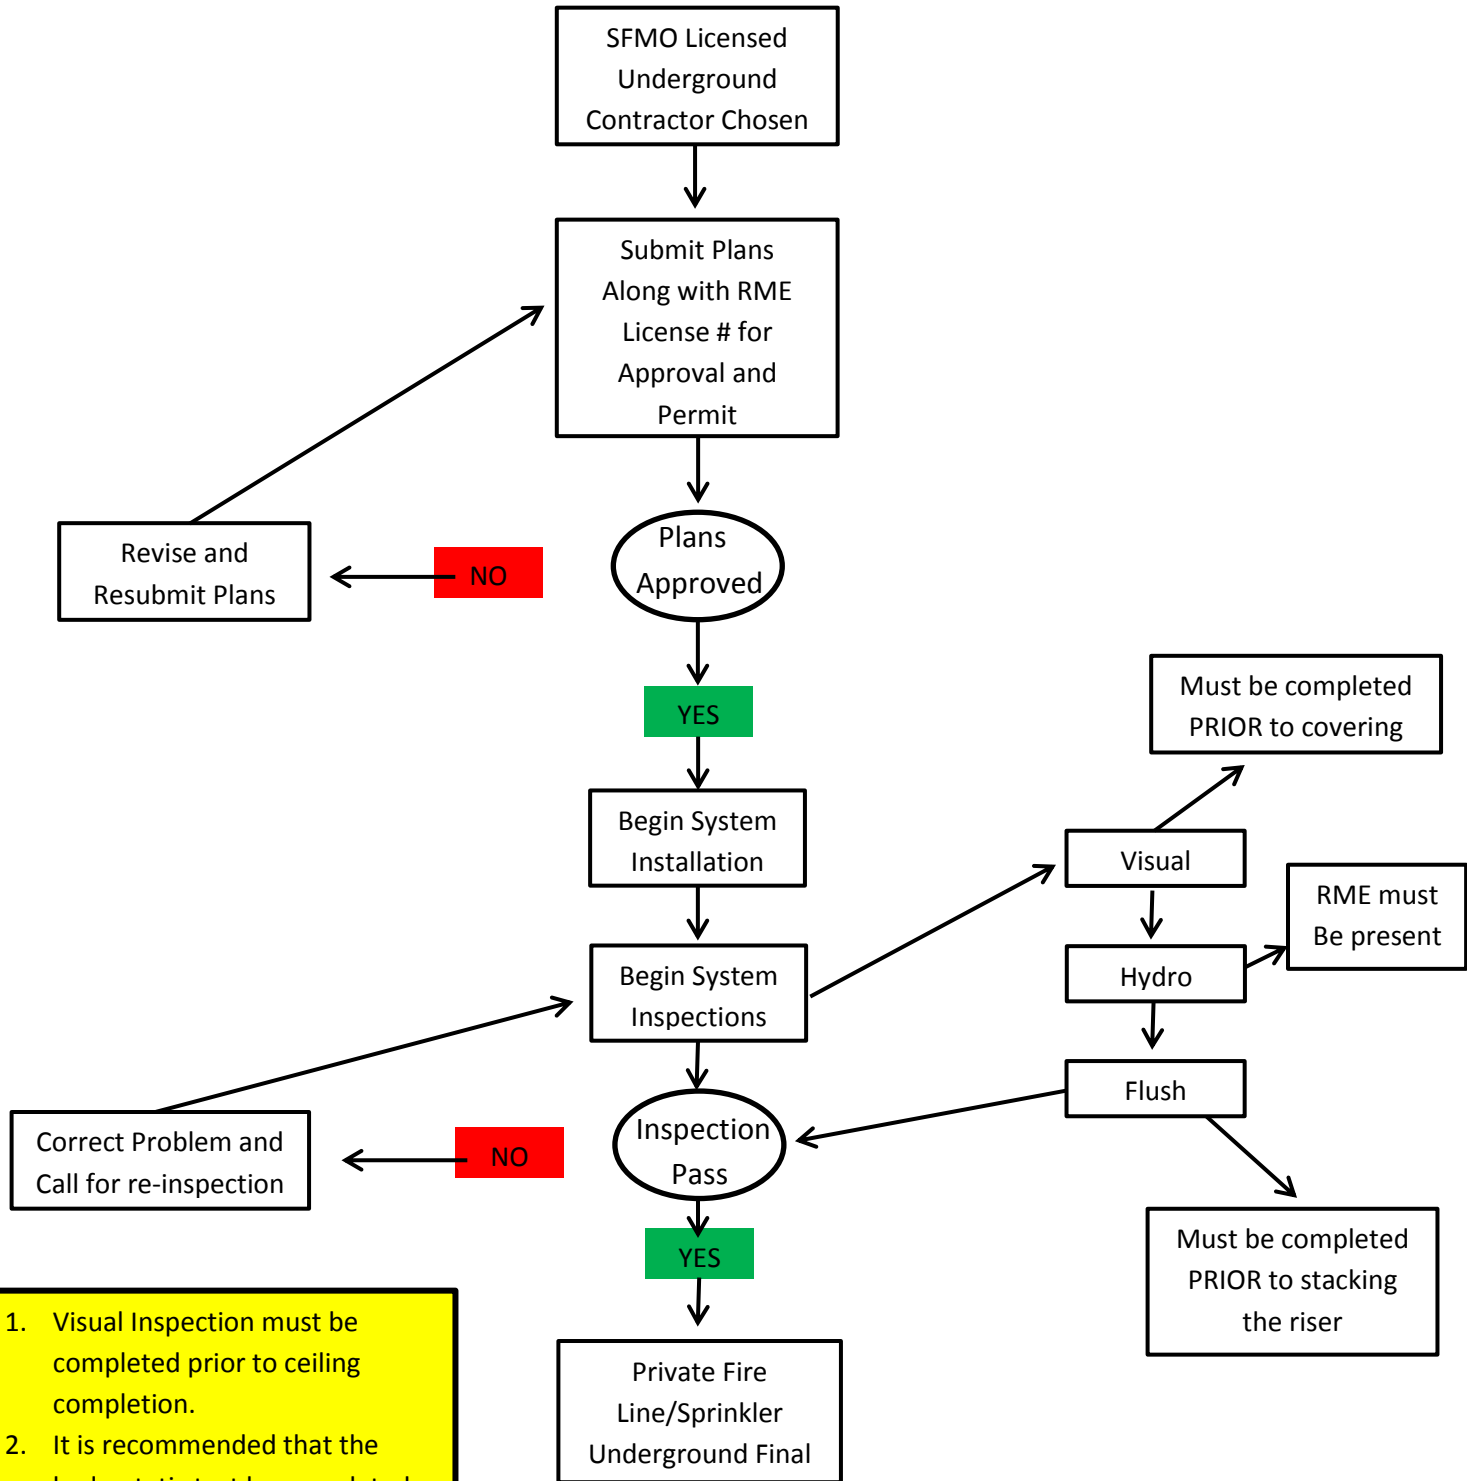 SFMO Licensed
Underground
Contractor Chosen
Submit Plans
Along with RME
License # for
Approval and
Permit
Plans
Approved
NO
Revise and
Resubmit Plans
YES
Begin System
Installation
Begin System
Inspections
Visual
Must be completed
PRIOR to covering
Hydro
RME must
Be present
Flush
Must be completed
PRIOR to stacking
the riser
Inspection
Pass
NO
Correct Problem and
Call for re-inspection
YES
Private Fire
Line/Sprinkler
Underground Final
1. Visual Inspection must be
completed prior to ceiling
completion.
2. It is recommended that the